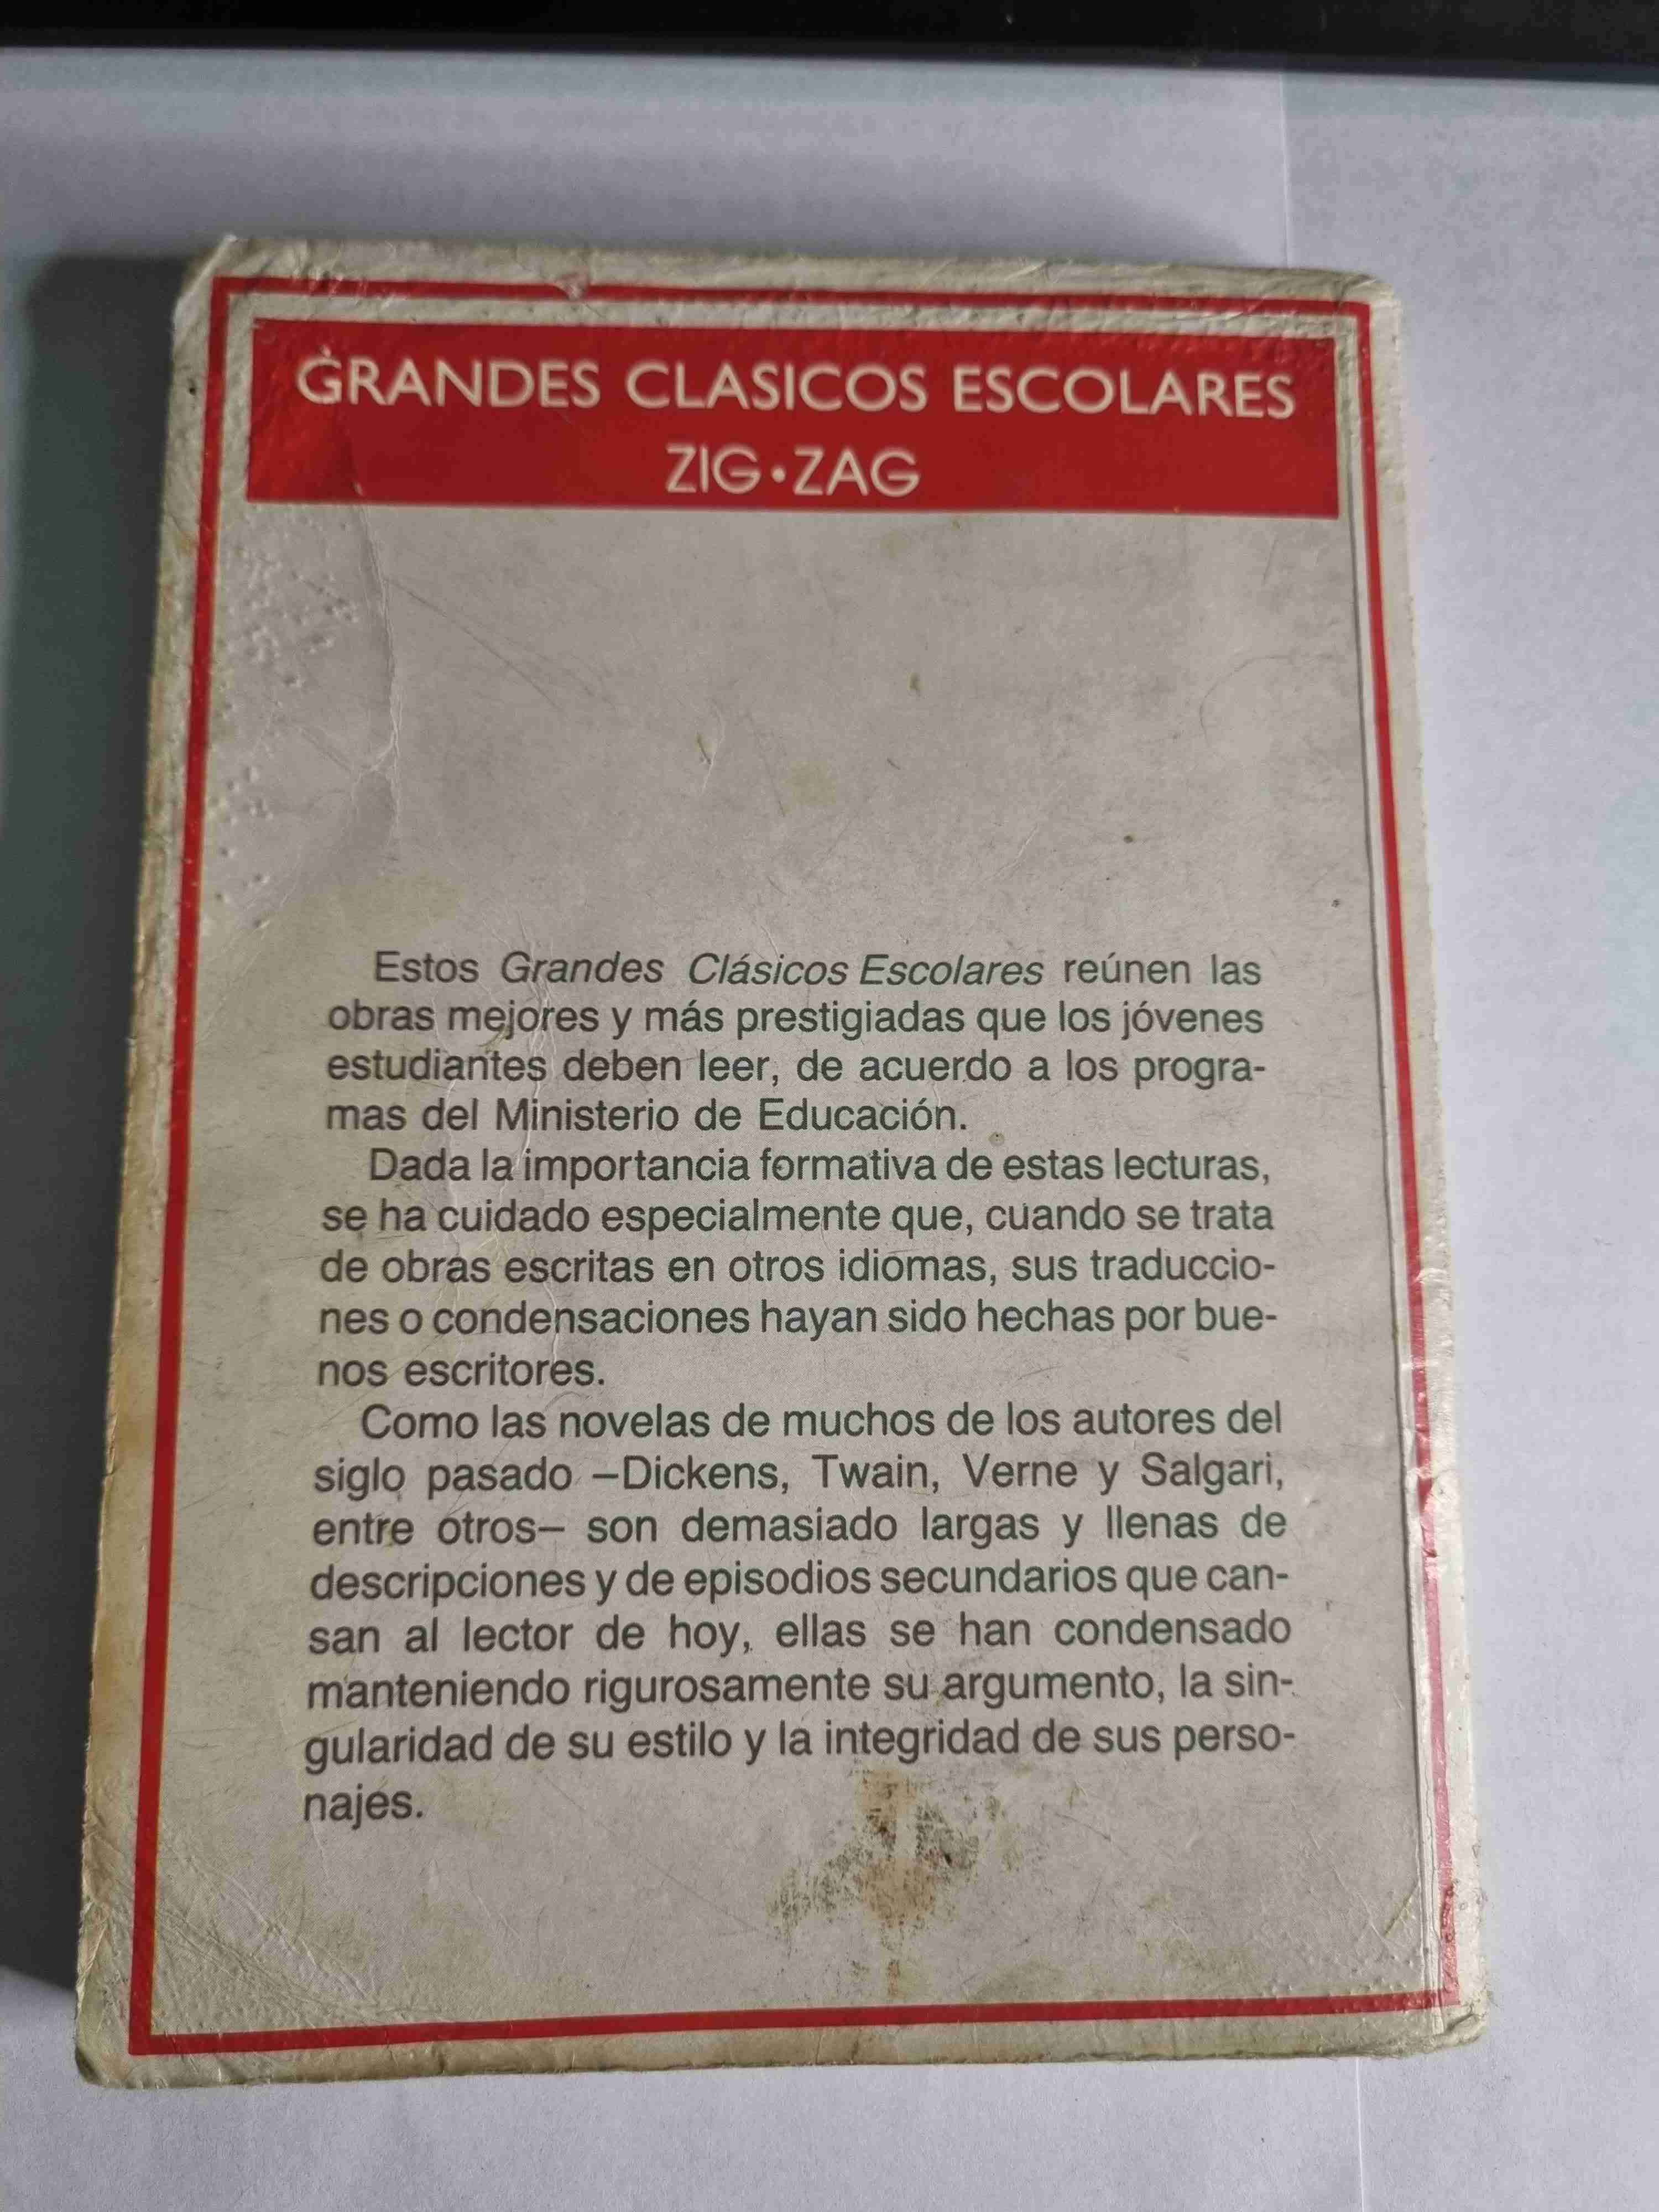 GRANDES CLASICOS ESCOLARES
ZIG·ZAG
Estos Grandes Clásicos Escolares reúnen las
obras mejores y más prestigiadas que los jóvenes
estudiantes deben leer, de acuerdo a los progra-
mas del Ministerio de Educación.
Dada la importancia formativa de estas lecturas,
se ha cuidado especialmente que, cuando se trata
de obras escritas en otros idiomas, sus traduccio-
nes o condensaciones hayan sido hechas por bue-
nos escritores.
Como las novelas de muchos de los autores del
siglo pasado –Dickens, Twain, Verne y Salgari,
entre otros– son demasiado largas y llenas de
descripciones y de episodios secundarios que can-
san al lector de hoy, ellas se han condensado
manteniendo rigurosamente su argumento, la sin-
gularidad de su estilo y la integridad de sus perso-
najes.